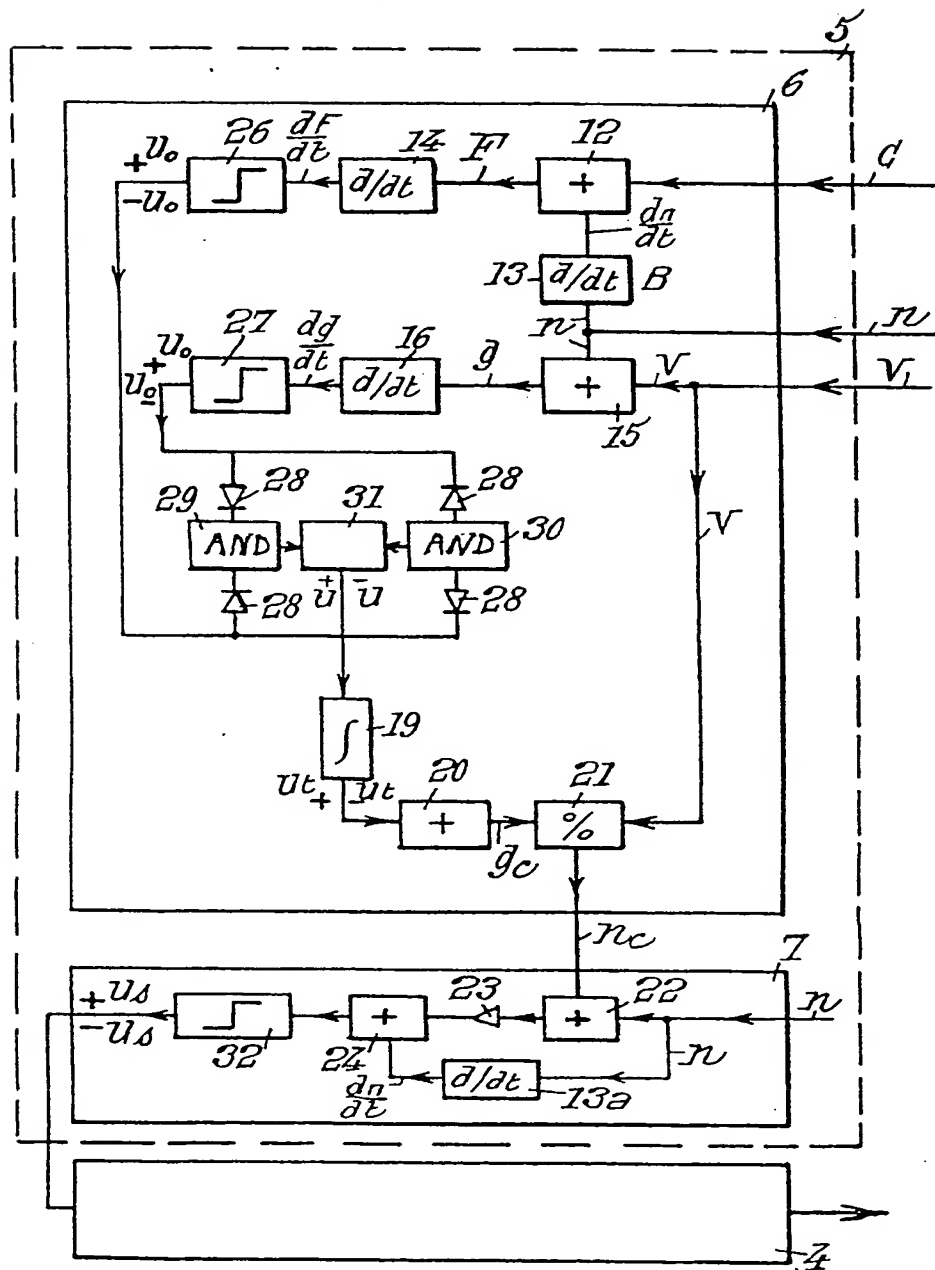 5
6
+u₀
-u₀
26
dF/dt
14
d/dt
F
12
+
C
dn/dt
13
d/dt
B
n
n
27
+u₀
u₀
-
dg/dt
16
d/dt
g
+
15
V
V₁
28
28
29
AND
31
AND
30
V
28
+u
-u
28
19
∫
ut
+
-ut
20
+
gc
21
%
nc
7
+us
-us
32
24
+
23
+
22
n
n
dn/dt
d/dt
13a
4